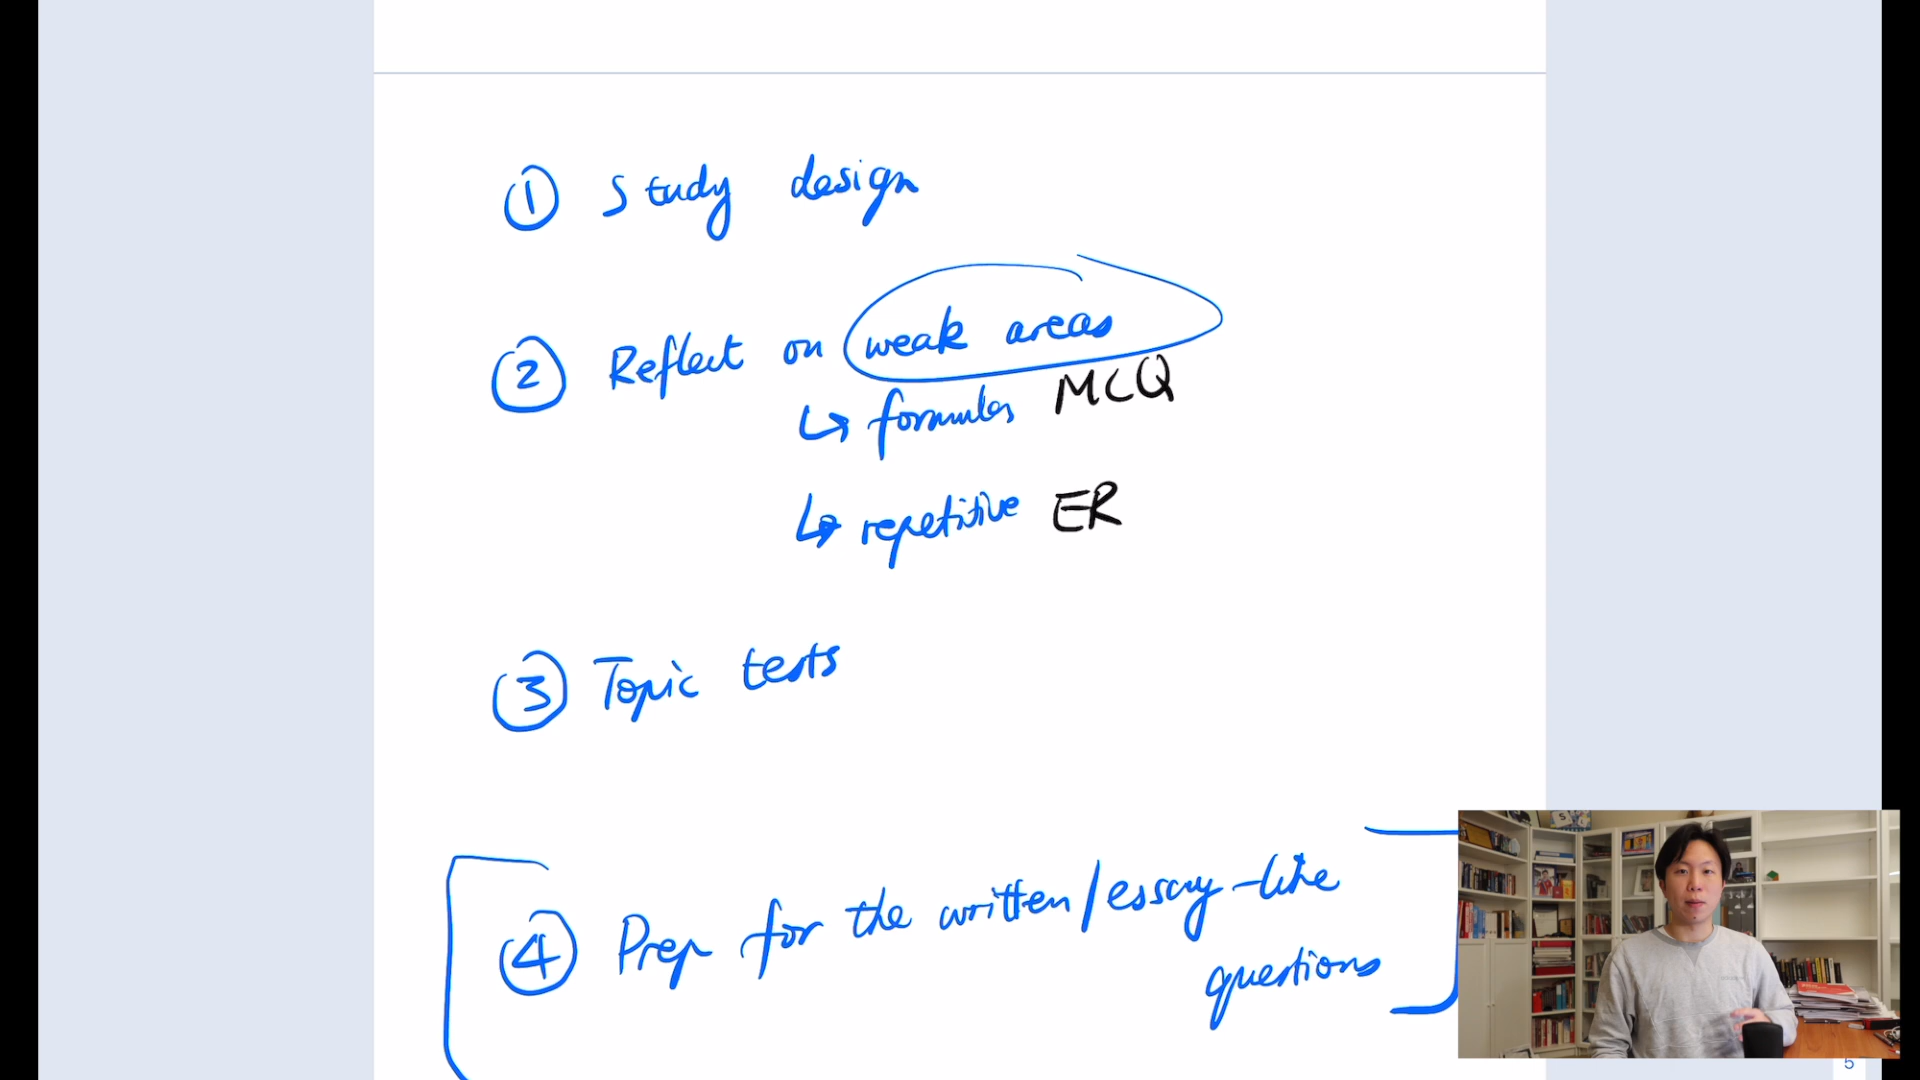 ① Study design
② Reflect on weak areas
↳ formulas MCQ
↳ repetitive ER
③ Topic tests
④ Prep for the written/essay-like
questions
5